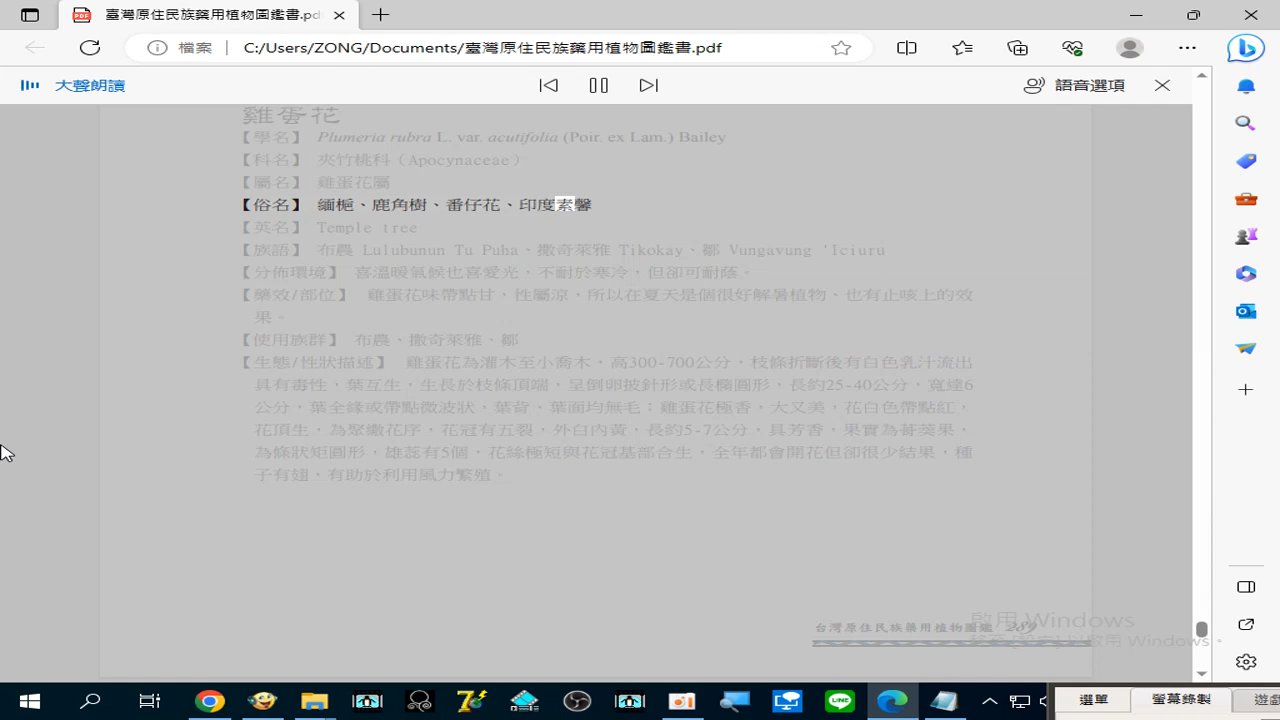 臺灣原住民族藥用植物圖鑑書.pdf
檔案 C:/Users/ZONG/Documents/臺灣原住民族藥用植物圖鑑書.pdf
大聲朗讀
語音選項
雞蛋花
【學名】 Plumeria rubra L. var. acutifolia (Poir. ex Lam.) Bailey
【科名】 夾竹桃科（Apocynaceae）
【屬名】 雞蛋花屬
【俗名】 緬梔、鹿角樹、番仔花、印度素馨
【英名】 Temple tree
【族語】 布農 Lulubunun Tu Puha、撒奇萊雅 Tikokay、鄒 Vungavung 'Iciuru
【分佈環境】 喜溫暖氣候也喜愛光、不耐於寒冷，但卻可耐蔭。
【藥效/部位】 雞蛋花味帶點甘，性屬涼，所以在夏天是個很好解暑植物、也有止咳上的效
果。
【使用族群】 布農、撒奇萊雅、鄒
【生態/性狀描述】 雞蛋花為灌木至小喬木，高300-700公分，枝條折斷後有白色乳汁流出
具有毒性，葉互生，生長於枝條頂端，呈倒卵披針形或長橢圓形，長約25-40公分，寬達6
公分，葉全緣或帶點微波狀，葉背、葉面均無毛；雞蛋花極香，大又美，花白色帶點紅，
花頂生，為聚繖花序，花冠有五裂，外白內黃，長約5-7公分，具芳香，果實為蓇葖果，
為條狀矩圓形，雄蕊有5個，花絲極短與花冠基部合生，全年都會開花但卻很少結果，種
子有翅，有助於利用風力繁殖。
台灣原住民族藥用植物圖鑑 289
啟用 Windows
移至 [設定] 以啟用 Windows。
選單
螢幕錄製